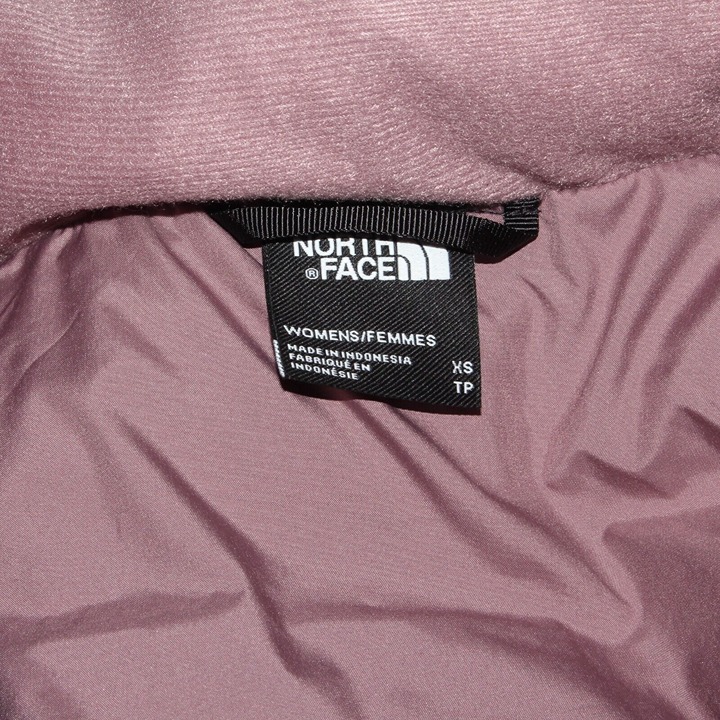 NORTH
® FACE
WOMENS/FEMMES
MADE IN INDONESIA
FABRIQUÉ EN
INDONÉSIE
XS
TP